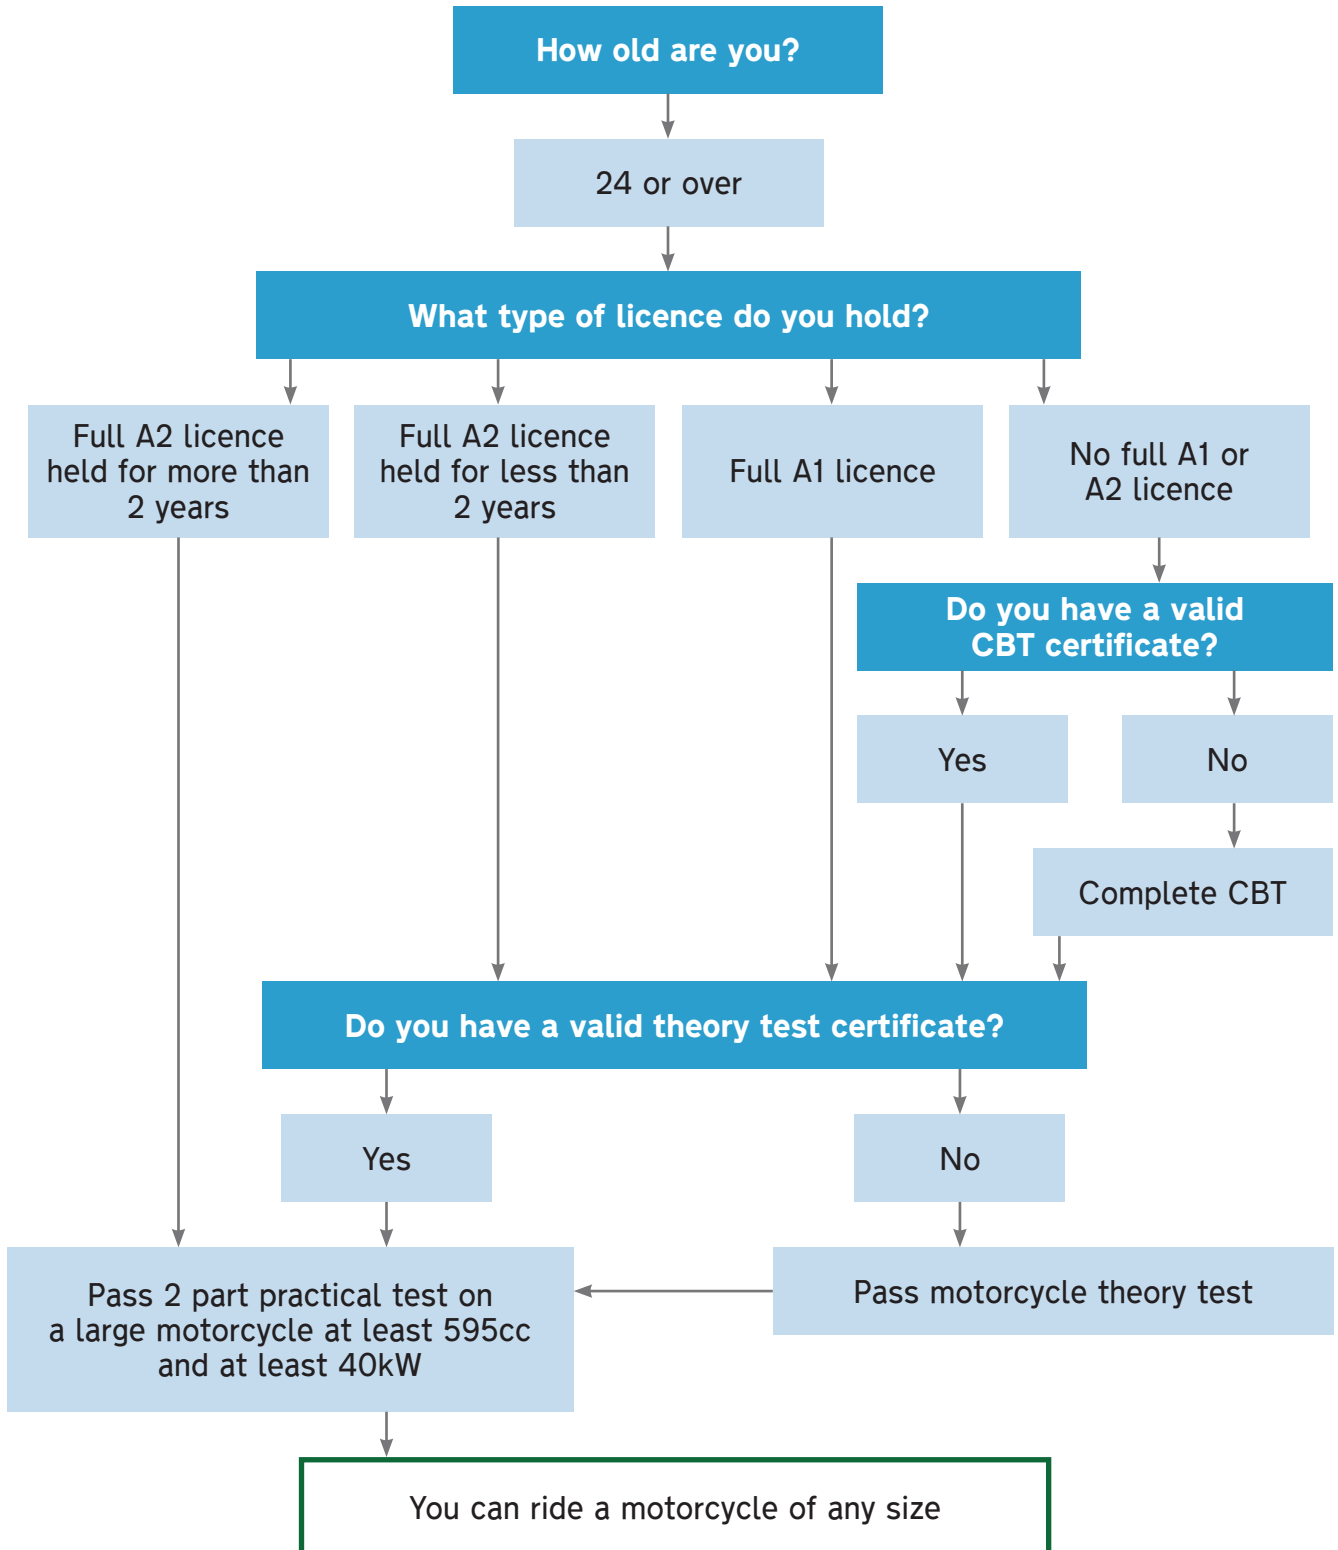 How old are you?
24 or over
What type of licence do you hold?
Full A2 licence
held for more than
2 years
Full A2 licence
held for less than
2 years
Full A1 licence
No full A1 or
A2 licence
Do you have a valid
CBT certificate?
Yes
No
Complete CBT
Do you have a valid theory test certificate?
Yes
No
Pass 2 part practical test on
a large motorcycle at least 595cc
and at least 40kW
Pass motorcycle theory test
You can ride a motorcycle of any size